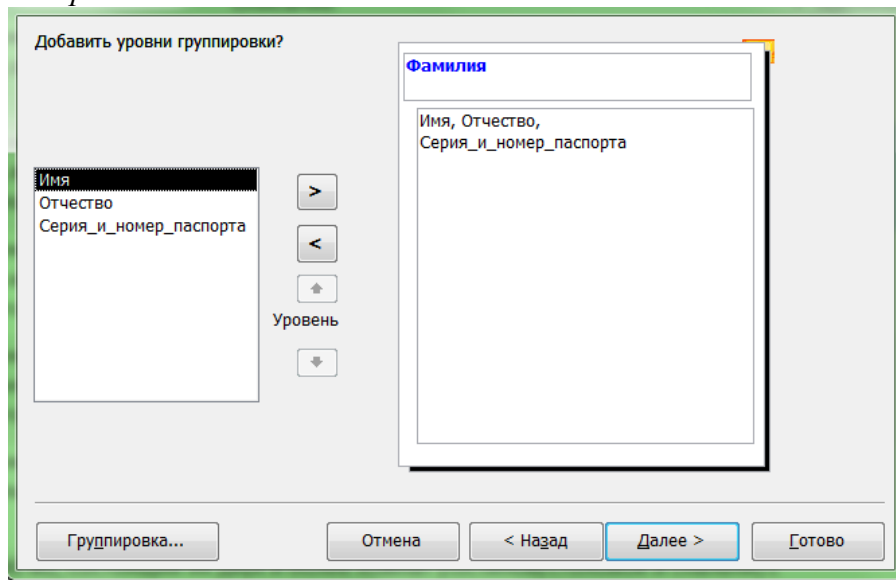 Добавить уровни группировки?
Фамилия
Имя, Отчество,
Серия_и_номер_паспорта
Имя
Отчество
Серия_и_номер_паспорта
>
<
Уровень
Группировка...
Отмена
< Назад
Далее >
Готово